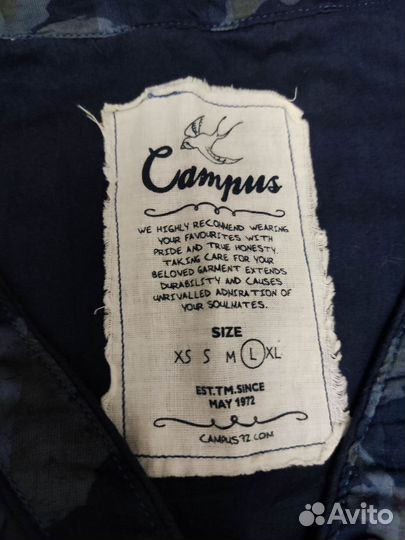 Campus
WE HIGHLY RECOMMEND WEARING
YOUR FAVOURITES WITH
PRIDE AND TRUE HONESTY.
TAKING CARE FOR YOUR
BELOVED GARMENT EXTENDS
DURABILITY AND CAUSES
UNRIVALLED ADMIRATION OF
YOUR SOULMATES.
SIZE
XS S M L XL
EST.TM.SINCE
MAY 1972
CAMPUS72.COM
Avito